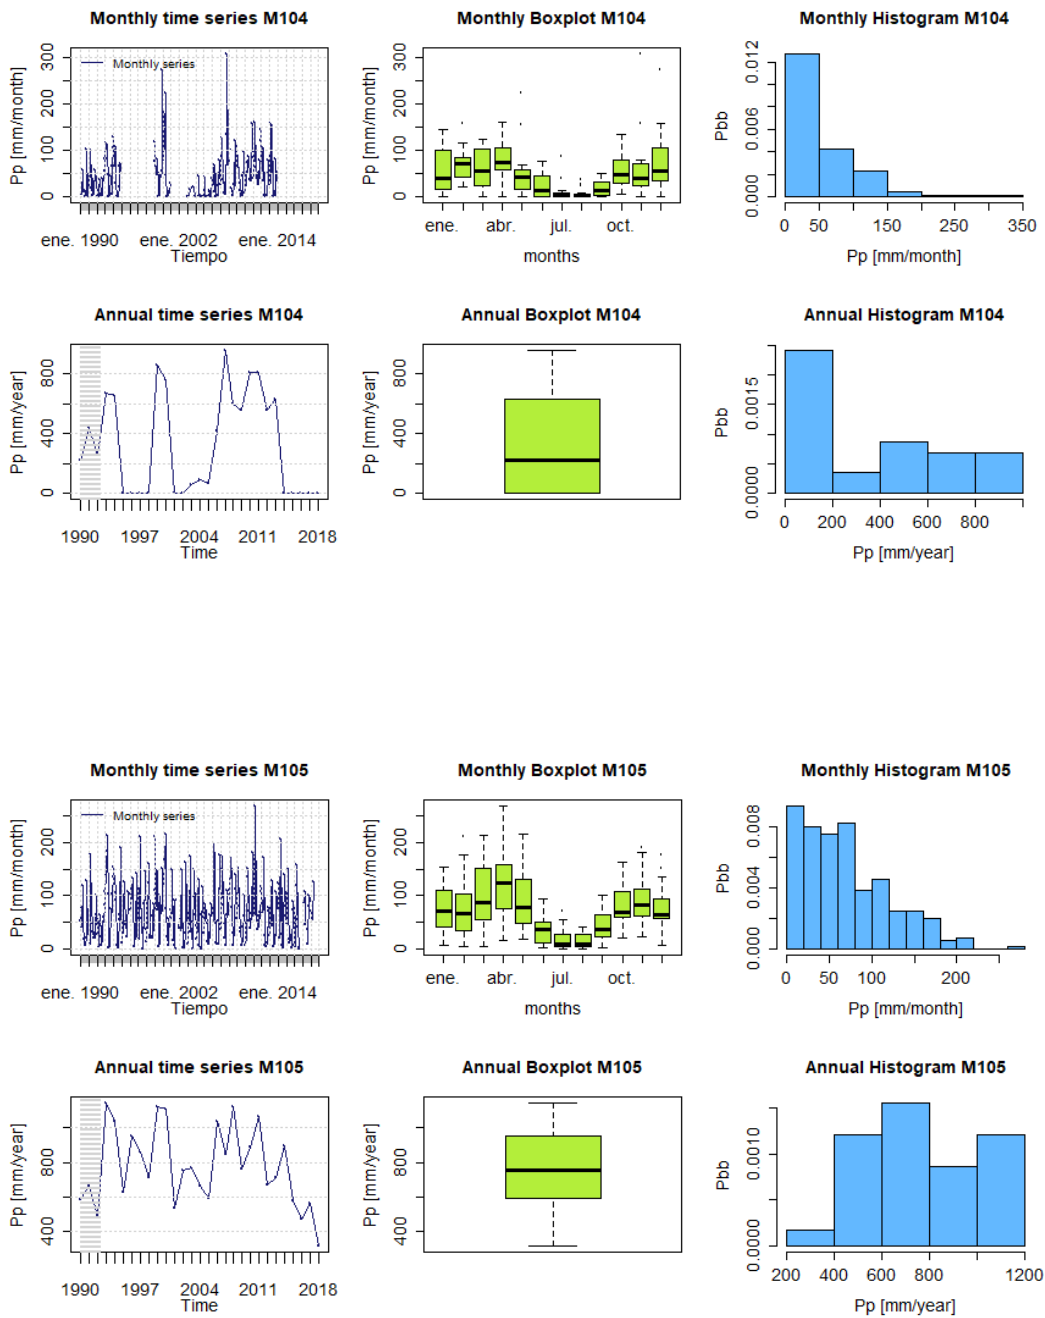 Monthly time series M104
Monthly Boxplot M104
Monthly Histogram M104
Pp [mm/month]
0 100 200 300
Monthly series
ene. 1990 ene. 2002 ene. 2014
Tiempo
Pp [mm/month]
0 100 200 300
ene. abr. jul. oct.
months
Pbb
0.000 0.006 0.012
0 50 150 250 350
Pp [mm/month]
Annual time series M104
Annual Boxplot M104
Annual Histogram M104
Pp [mm/year]
0 400 800
1990 1997 2004 2011 2018
Time
Pp [mm/year]
0 400 800
Pbb
0.0000 0.0015
0 200 400 600 800
Pp [mm/year]
Monthly time series M105
Monthly Boxplot M105
Monthly Histogram M105
Pp [mm/month]
0 100 200
Monthly series
ene. 1990 ene. 2002 ene. 2014
Tiempo
Pp [mm/month]
0 100 200
ene. abr. jul. oct.
months
Pbb
0.000 0.004 0.008
0 50 100 200
Pp [mm/month]
Annual time series M105
Annual Boxplot M105
Annual Histogram M105
Pp [mm/year]
400 800
1990 1997 2004 2011 2018
Time
Pp [mm/year]
400 800
Pbb
0.0000 0.0010
200 400 600 800 1200
Pp [mm/year]